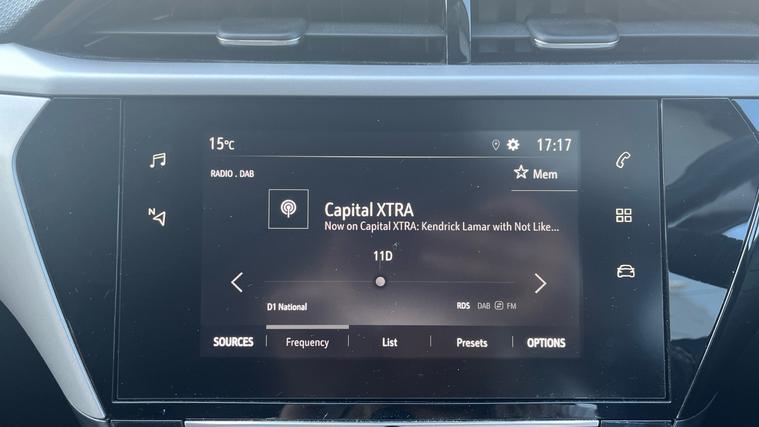 15°C 17:17
RADIO . DAB Mem
Capital XTRA
Now on Capital XTRA: Kendrick Lamar with Not Like...
N
11D
D1 National RDS DAB FM
SOURCES Frequency List Presets OPTIONS